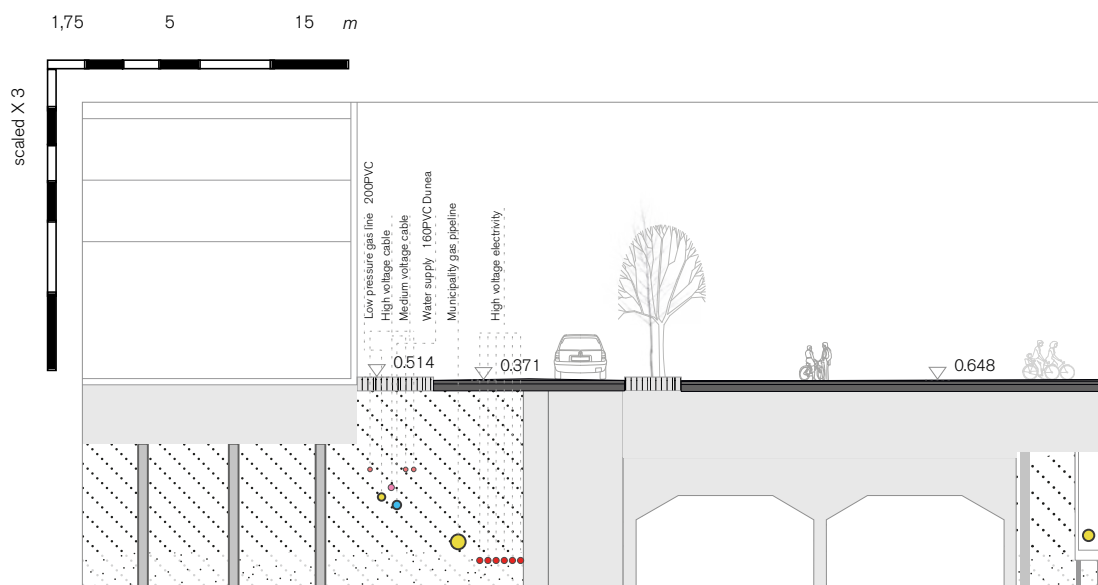 1,75 5 15 m
scaled X 3
Low pressure gas line 200PVC
High voltage cable
Medium voltage cable
Water supply 160PVC Dunea
Municipality gas pipeline
High voltage electricity
0.514
0.371
0.648